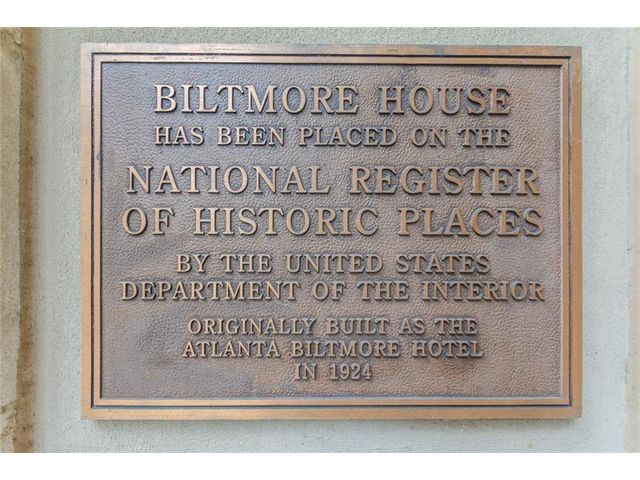 BILTMORE HOUSE
HAS BEEN PLACED ON THE
NATIONAL REGISTER
OF HISTORIC PLACES
BY THE UNITED STATES
DEPARTMENT OF THE INTERIOR
ORIGINALLY BUILT AS THE
ATLANTA BILTMORE HOTEL
IN 1924